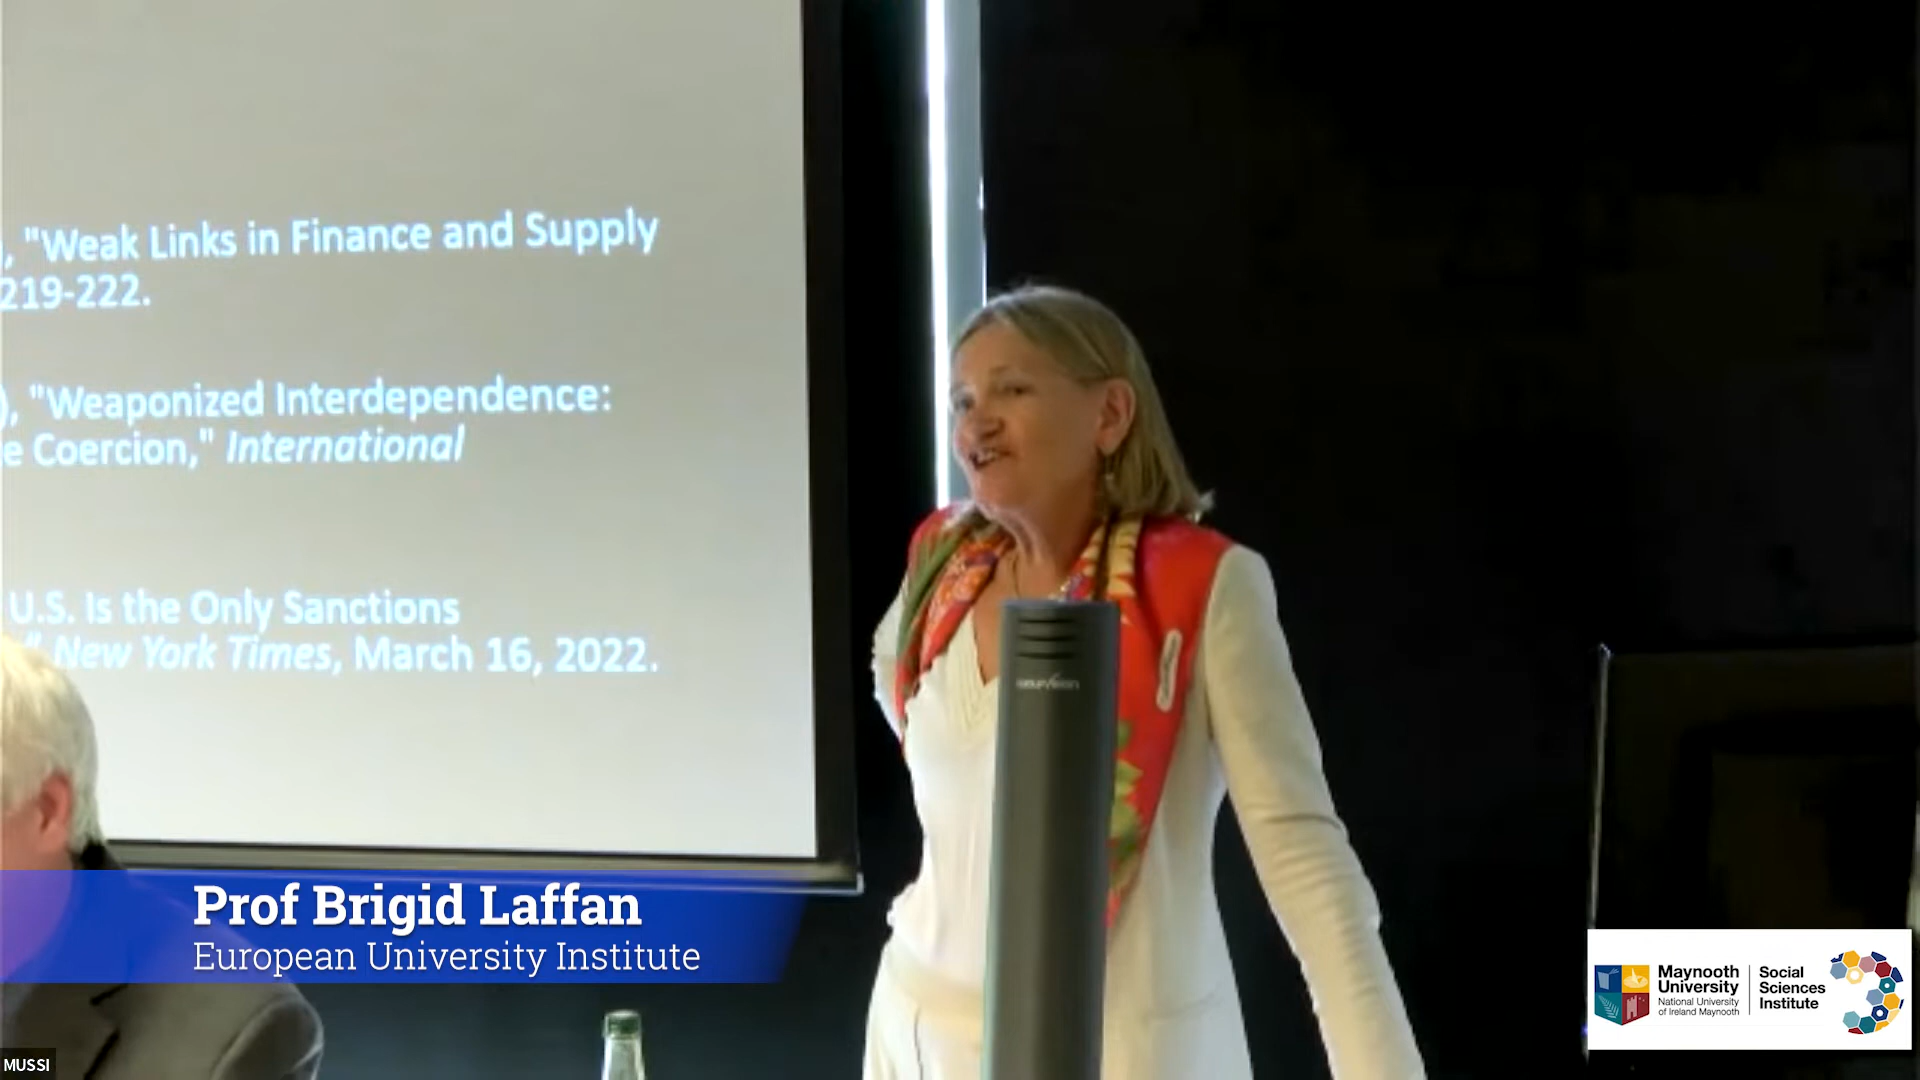 , "Weak Links in Finance and Supply
219-222.
), "Weaponized Interdependence:
e Coercion," International
U.S. Is the Only Sanctions
" New York Times, March 16, 2022.
Prof Brigid Laffan
European University Institute
Maynooth
University
National University
of Ireland Maynooth
Social
Sciences
Institute
MUSSI